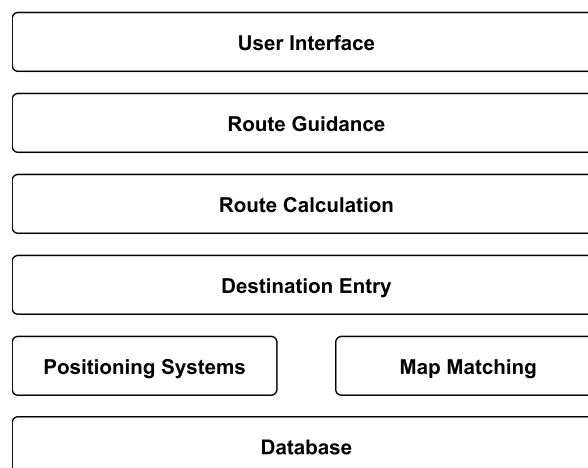 User Interface
Route Guidance
Route Calculation
Destination Entry
Positioning Systems
Map Matching
Database